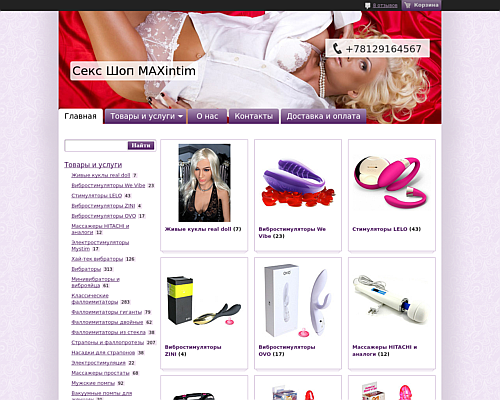 8 отзывов
Корзина
+78129164567
Секс Шоп MAXintim
Главная
Товары и услуги
О нас
Контакты
Доставка и оплата
Найти
Товары и услуги
Живые куклы real doll 7
Вибростимуляторы We Vibe 23
Стимуляторы LELO 43
Вибростимуляторы ZINI 4
Вибростимуляторы OVO 17
Массажеры HITACHI и
аналоги 12
Электростимуляторы
Mystim 17
Хай-тек вибраторы 126
Вибраторы 313
Минивибраторы и
виброяйца 61
Классические
фаллоимитаторы 283
Фаллоимитаторы гиганты 79
Фаллоимитаторы двойные 62
Фаллоимитаторы из стекла 38
Страпоны и фаллопротезы 207
Насадки для страпонов 38
Электростимуляция 22
Массажеры простаты 68
Мужские помпы 92
Вакуумные помпы для
Живые куклы real doll (7)
Вибростимуляторы We
Vibe (23)
Стимуляторы LELO (43)
Вибростимуляторы
ZINI (4)
Вибростимуляторы
OVO (17)
Массажеры HITACHI и
аналоги (12)